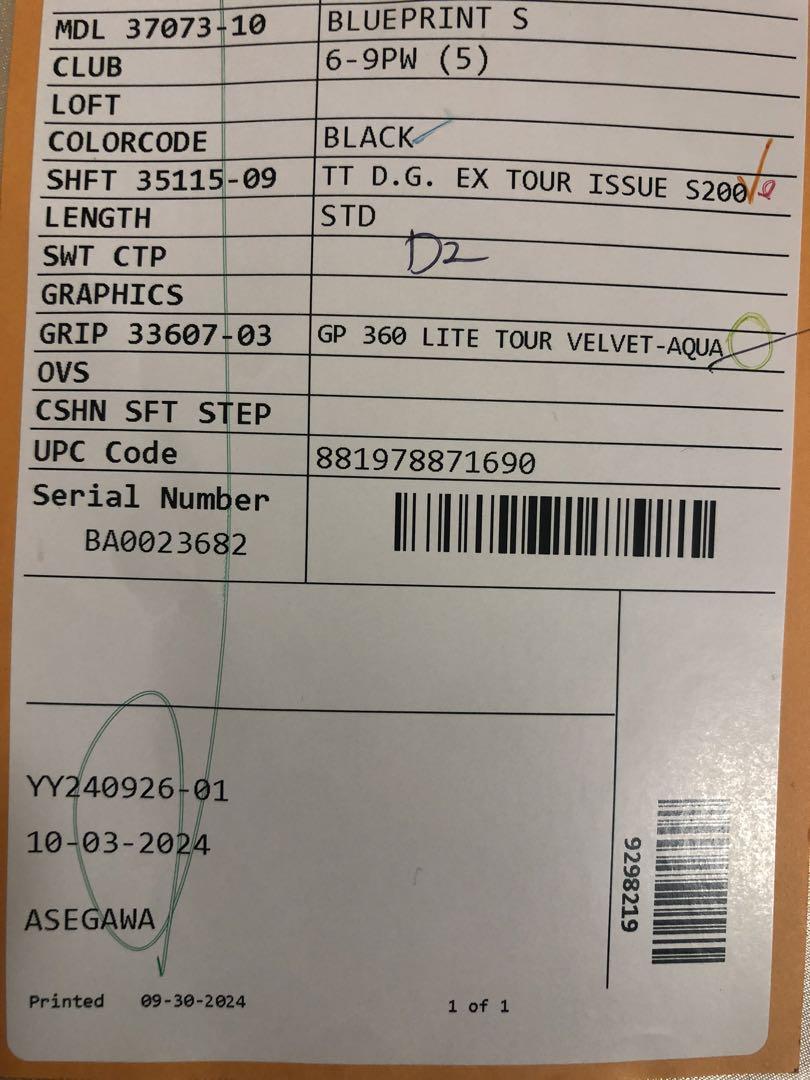 MDL 37073-10 BLUEPRINT S
CLUB 6-9PW (5)
LOFT
COLORCODE BLACK
SHFT 35115-09 TT D.G. EX TOUR ISSUE S200
LENGTH STD
SWT CTP D2
GRAPHICS
GRIP 33607-03 GP 360 LITE TOUR VELVET-AQUA
OVS
CSHN SFT STEP
UPC Code 881978871690
Serial Number
BA0023682
YY240926-01
10-03-2024
ASEGAWA
9298219
Printed 09-30-2024 1 of 1